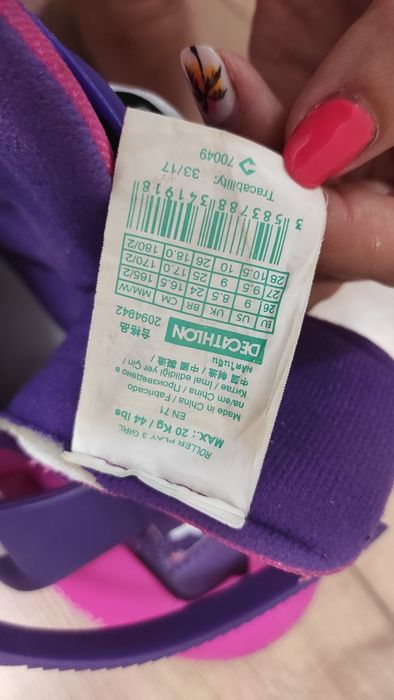 ROLLER PLAY 3 GIRL
MAX.: 20 Kg / 44 lbs
EN 71
Made in China / Fabricado
na/em China / Произведено в
Китае / Imal edildigi yer Çin /
中国 制造 / 中國 製造 /
ผลิตในจีน
DECATHLON
2094942 合格品
EU US UK BR CM MM/W
26 9 8.5 24 16.5 165/2
27 9.5 9 25 17.0 170/2
28 10.5 10 26 18.0 180/2
3 583788 341918
Tracability: 33/17
70049